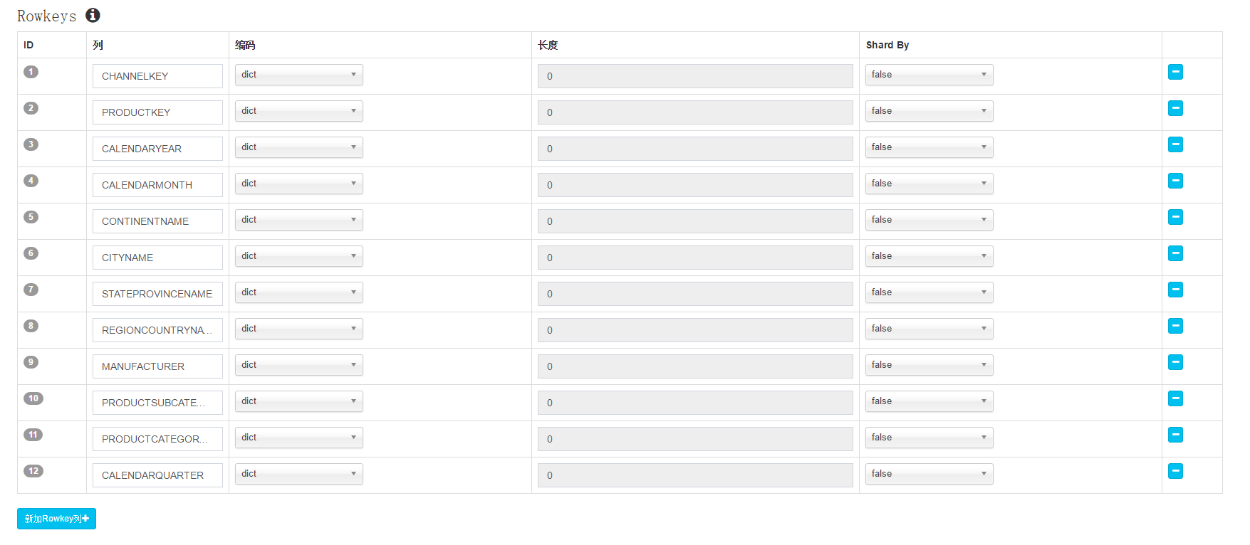 Rowkeys
ID 列 编码 长度 Shard By
1 CHANNELKEY dict 0 false
2 PRODUCTKEY dict 0 false
3 CALENDARYEAR dict 0 false
4 CALENDARMONTH dict 0 false
5 CONTINENTNAME dict 0 false
6 CITYNAME dict 0 false
7 STATEPROVINCENAME dict 0 false
8 REGIONCOUNTRYNA... dict 0 false
9 MANUFACTURER dict 0 false
10 PRODUCTSUBCATE... dict 0 false
11 PRODUCTCATEGOR... dict 0 false
12 CALENDARQUARTER dict 0 false
新加Rowkey列+